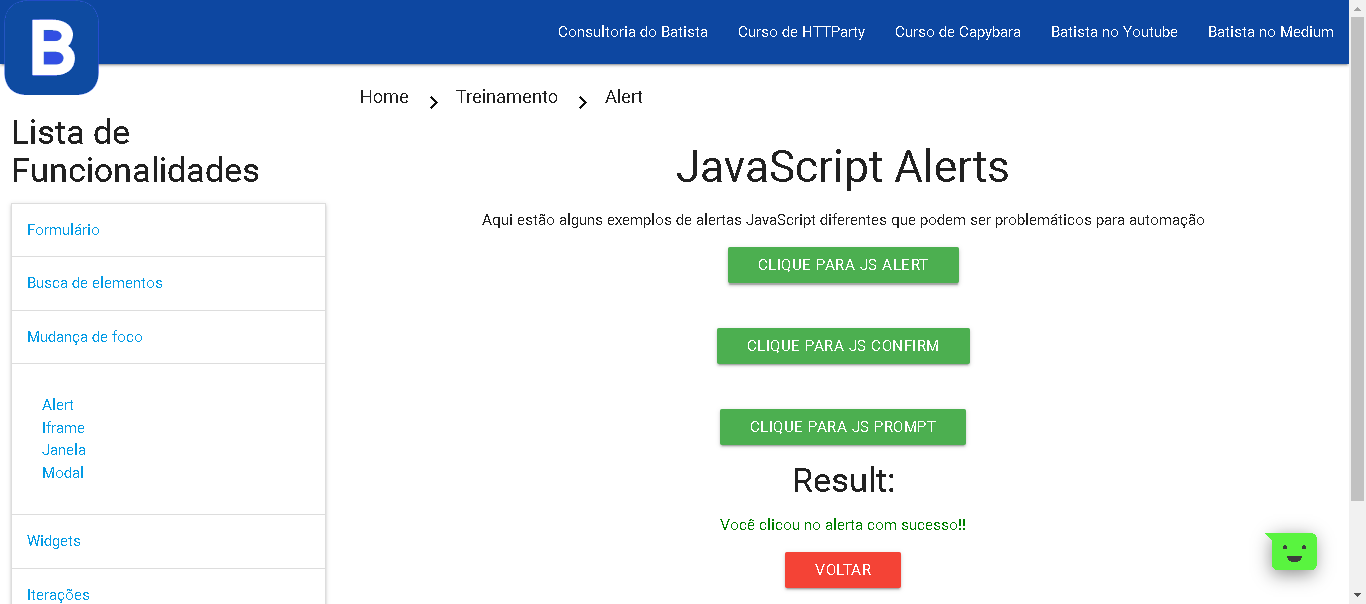 B
Consultoria do Batista
Curso de HTTParty
Curso de Capybara
Batista no Youtube
Batista no Medium
Lista de
Funcionalidades
Formulário
Busca de elementos
Mudança de foco
Alert
Iframe
Janela
Modal
Widgets
Iterações
Home
Treinamento
Alert
JavaScript Alerts
Aqui estão alguns exemplos de alertas JavaScript diferentes que podem ser problemáticos para automação
CLIQUE PARA JS ALERT
CLIQUE PARA JS CONFIRM
CLIQUE PARA JS PROMPT
Result:
Você clicou no alerta com sucesso!!
VOLTAR